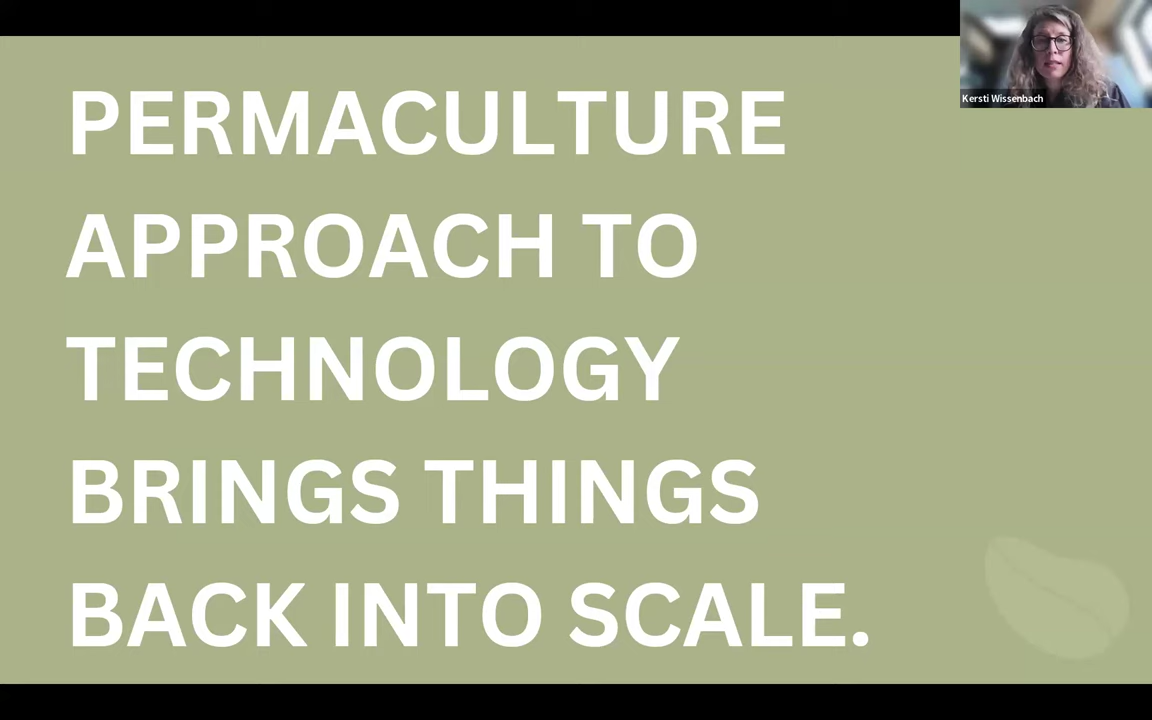 PERMACULTURE
APPROACH TO
TECHNOLOGY
BRINGS THINGS
BACK INTO SCALE.
Kersti Wissenbach